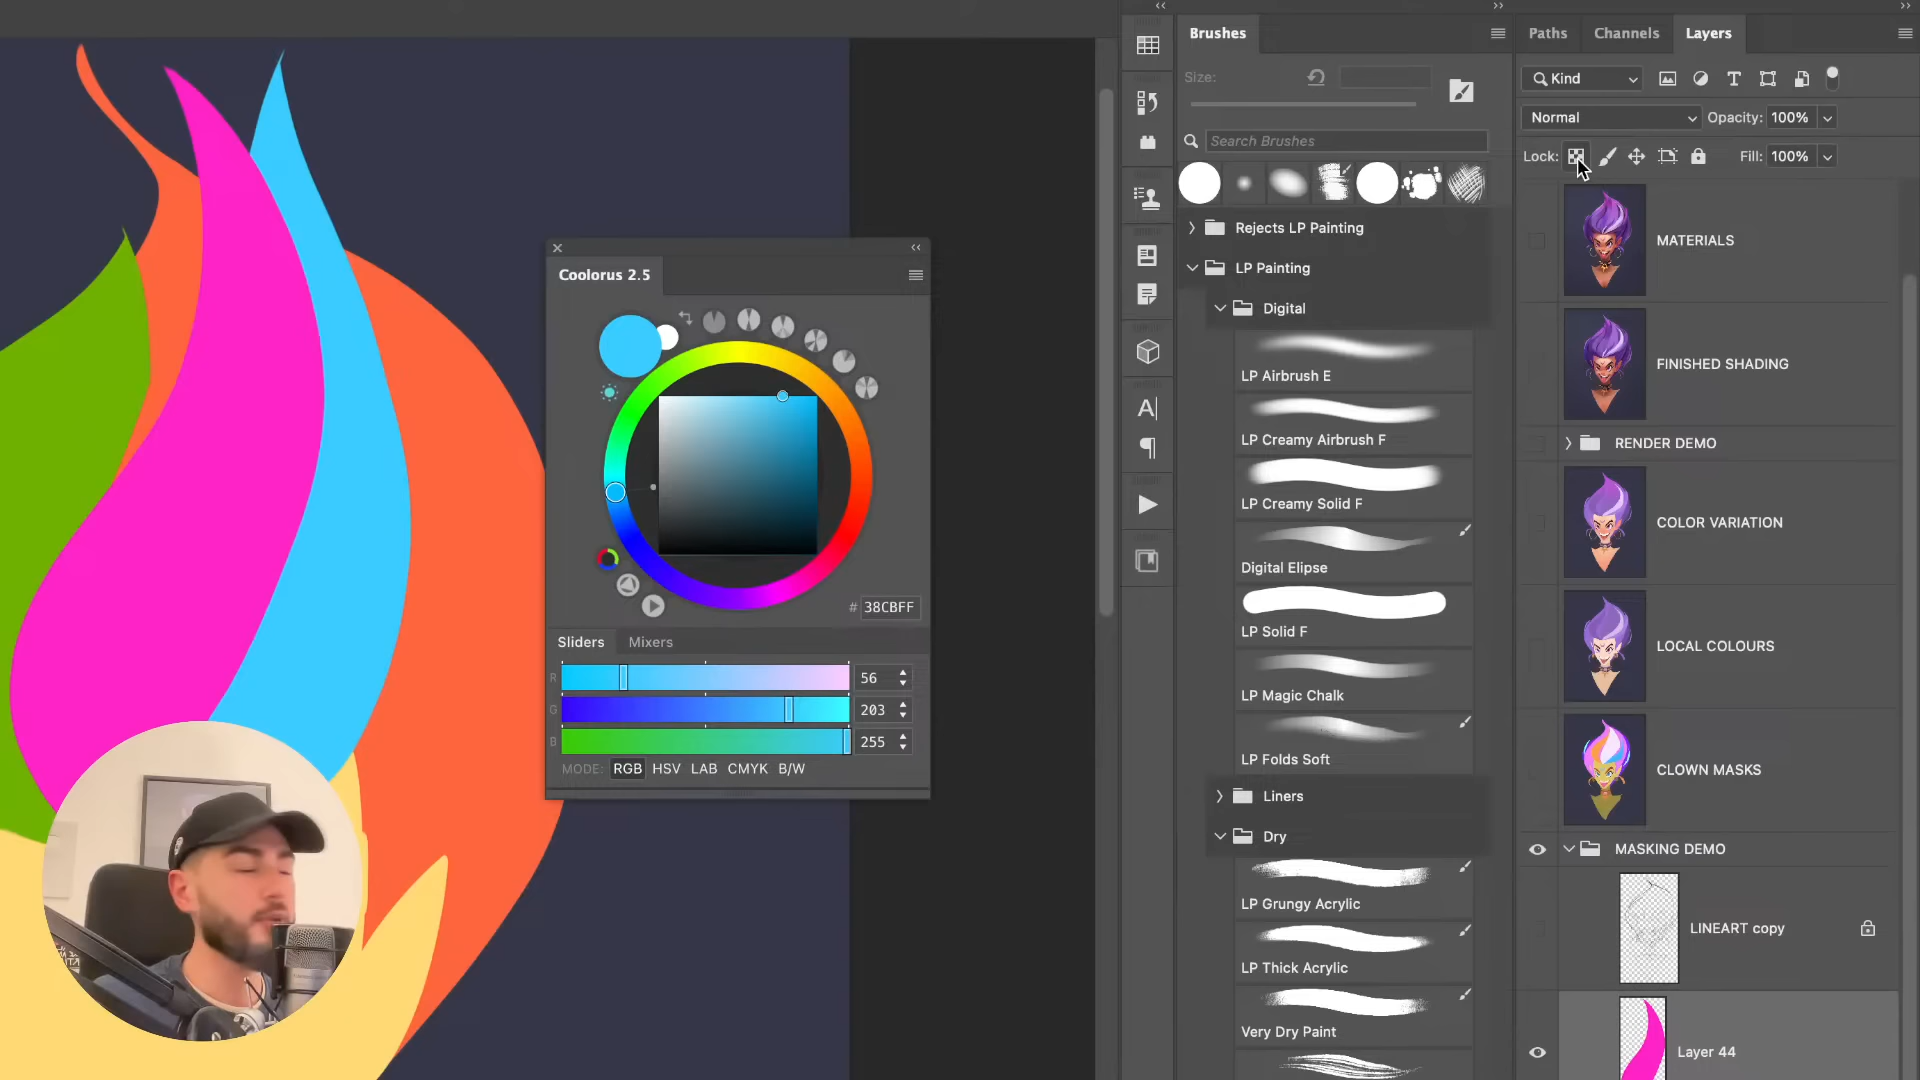 Coolorus 2.5
# 38CBFF
Sliders
Mixers
R
56
G
203
B
255
MODE: RGB HSV LAB CMYK B/W
Brushes
Size:
Search Brushes
Rejects LP Painting
LP Painting
Digital
LP Airbrush E
LP Creamy Airbrush F
LP Creamy Solid F
Digital Elipse
LP Solid F
LP Magic Chalk
LP Folds Soft
Liners
Dry
LP Grungy Acrylic
LP Thick Acrylic
Very Dry Paint
Paths
Channels
Layers
Kind
Normal
Opacity: 100%
Lock:
Fill: 100%
MATERIALS
FINISHED SHADING
RENDER DEMO
COLOR VARIATION
LOCAL COLOURS
CLOWN MASKS
MASKING DEMO
LINEART copy
Layer 44